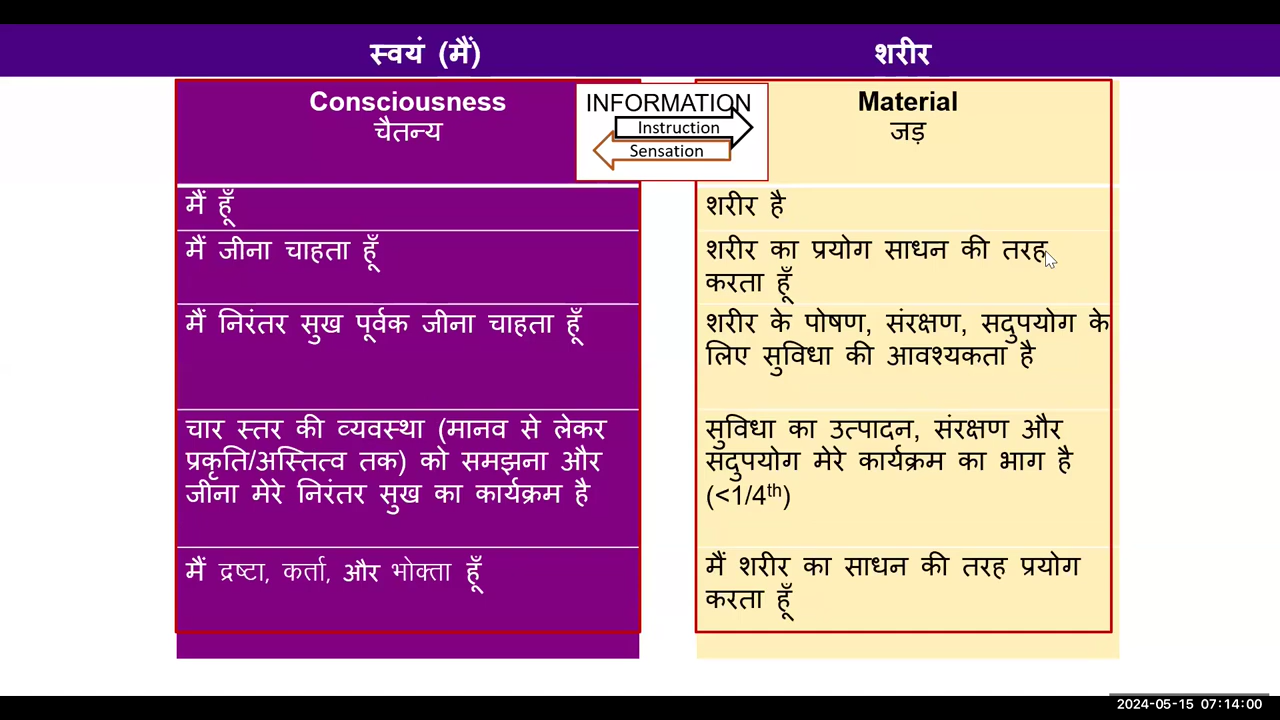 स्वयं (मैं)
शरीर
Consciousness
चैतन्य
INFORMATION
Instruction
Sensation
Material
जड़
मैं हूँ
शरीर है
मैं जीना चाहता हूँ
शरीर का प्रयोग साधन की तरह
करता हूँ
मैं निरंतर सुख पूर्वक जीना चाहता हूँ
शरीर के पोषण, संरक्षण, सदुपयोग के
लिए सुविधा की आवश्यकता है
चार स्तर की व्यवस्था (मानव से लेकर
प्रकृति/अस्तित्व तक) को समझना और
जीना मेरे निरंतर सुख का कार्यक्रम है
सुविधा का उत्पादन, संरक्षण और
सदुपयोग मेरे कार्यक्रम का भाग है
(<1/4th)
मैं द्रष्टा, कर्ता, और भोक्ता हूँ
मैं शरीर का साधन की तरह प्रयोग
करता हूँ
2024-05-15 07:14:00